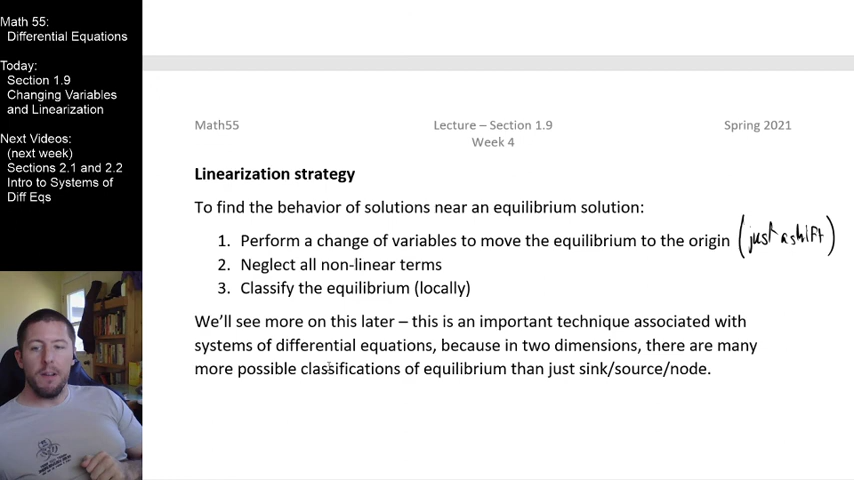 Math 55:
Differential Equations
Today:
Section 1.9
Changing Variables
and Linearization
Next Videos:
(next week)
Sections 2.1 and 2.2
Intro to Systems of
Diff Eqs
Math55
Lecture – Section 1.9
Spring 2021
Week 4
Linearization strategy
To find the behavior of solutions near an equilibrium solution:
1. Perform a change of variables to move the equilibrium to the origin (just a shift)
2. Neglect all non-linear terms
3. Classify the equilibrium (locally)
We'll see more on this later – this is an important technique associated with
systems of differential equations, because in two dimensions, there are many
more possible classifications of equilibrium than just sink/source/node.